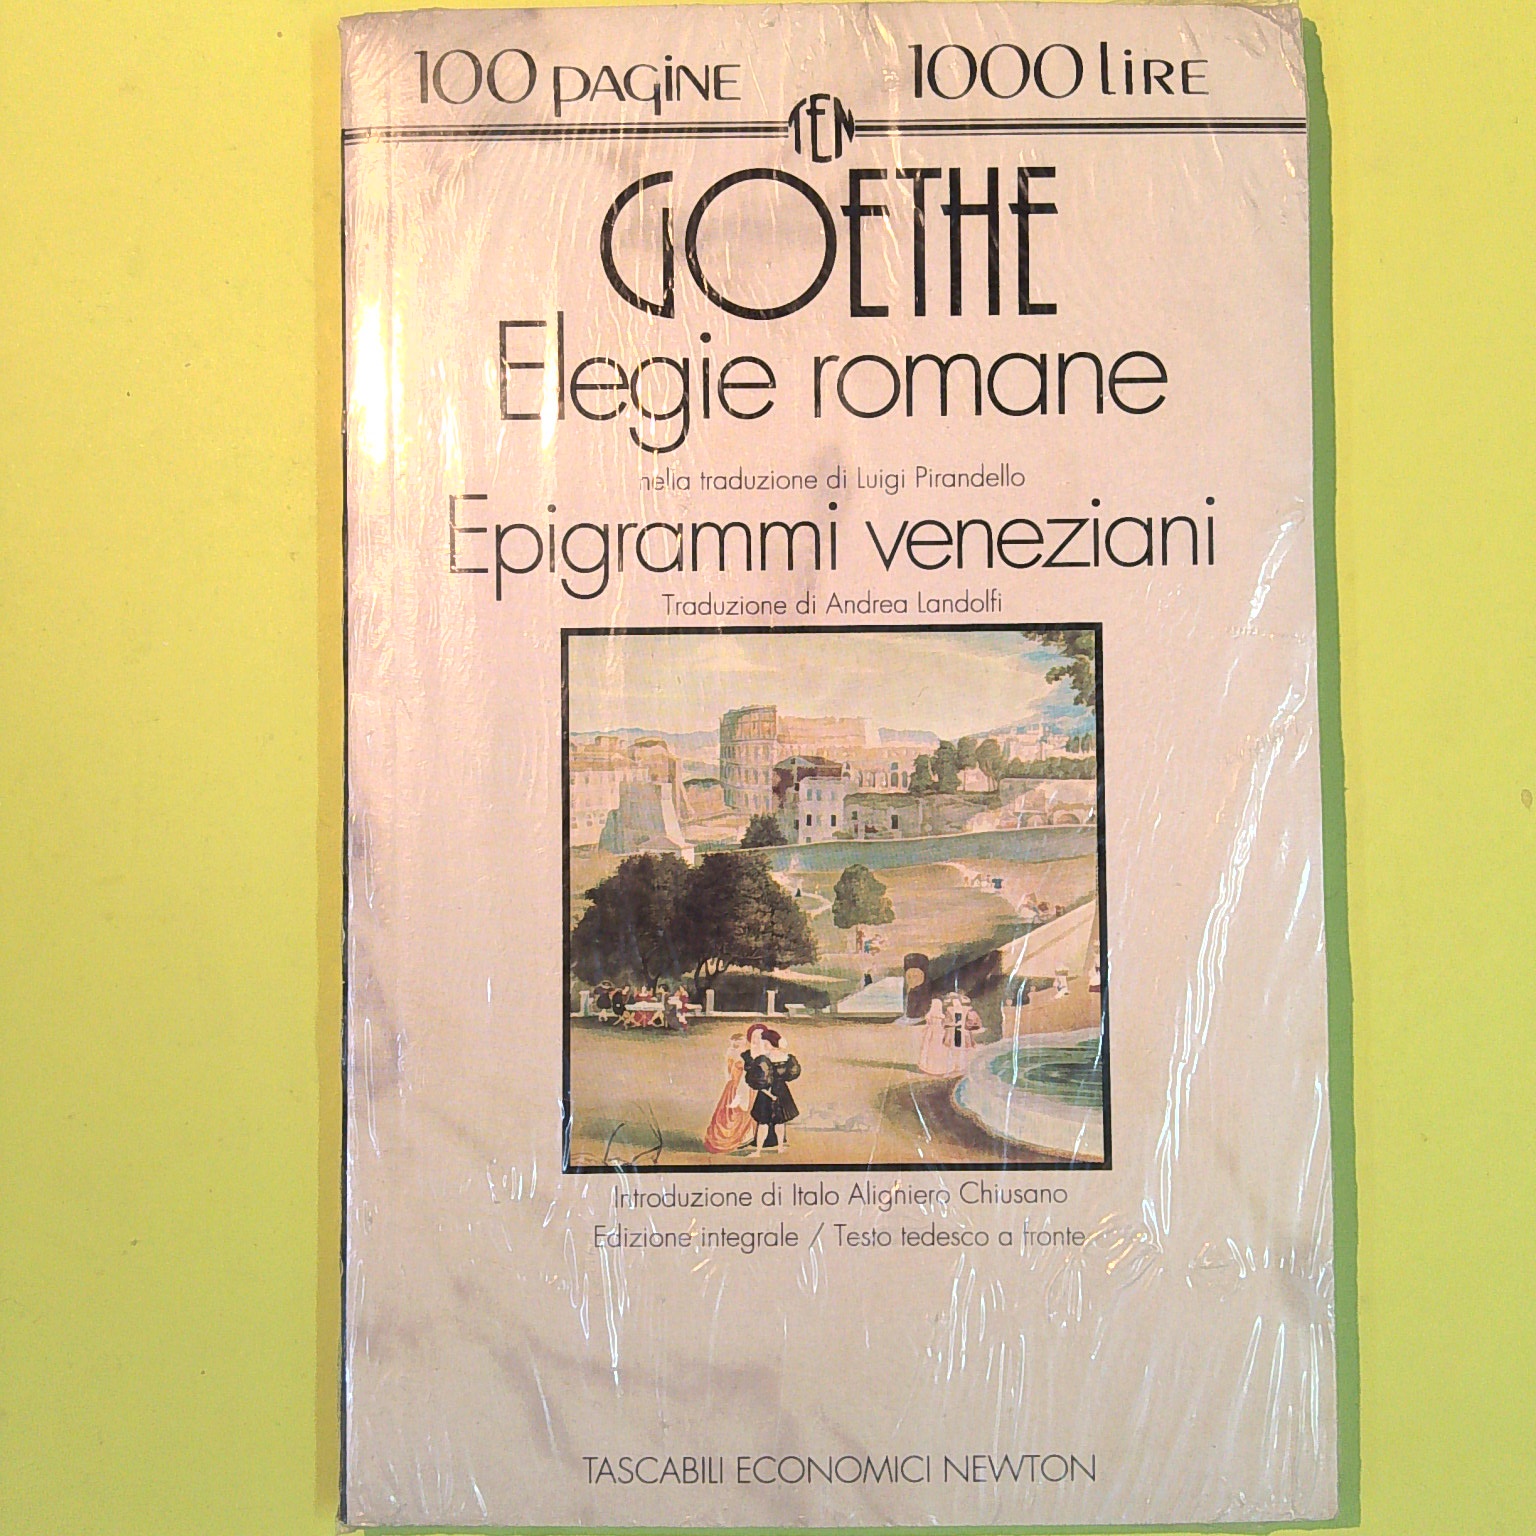 100 PAGiNE 1000 LiRE
TEN
GOETHE
Elegie romane
nella traduzione di Luigi Pirandello
Epigrammi veneziani
Traduzione di Andrea Landolfi
Introduzione di Italo Alighiero Chiusano
Edizione integrale / Testo tedesco a fronte
TASCABILI ECONOMICI NEWTON